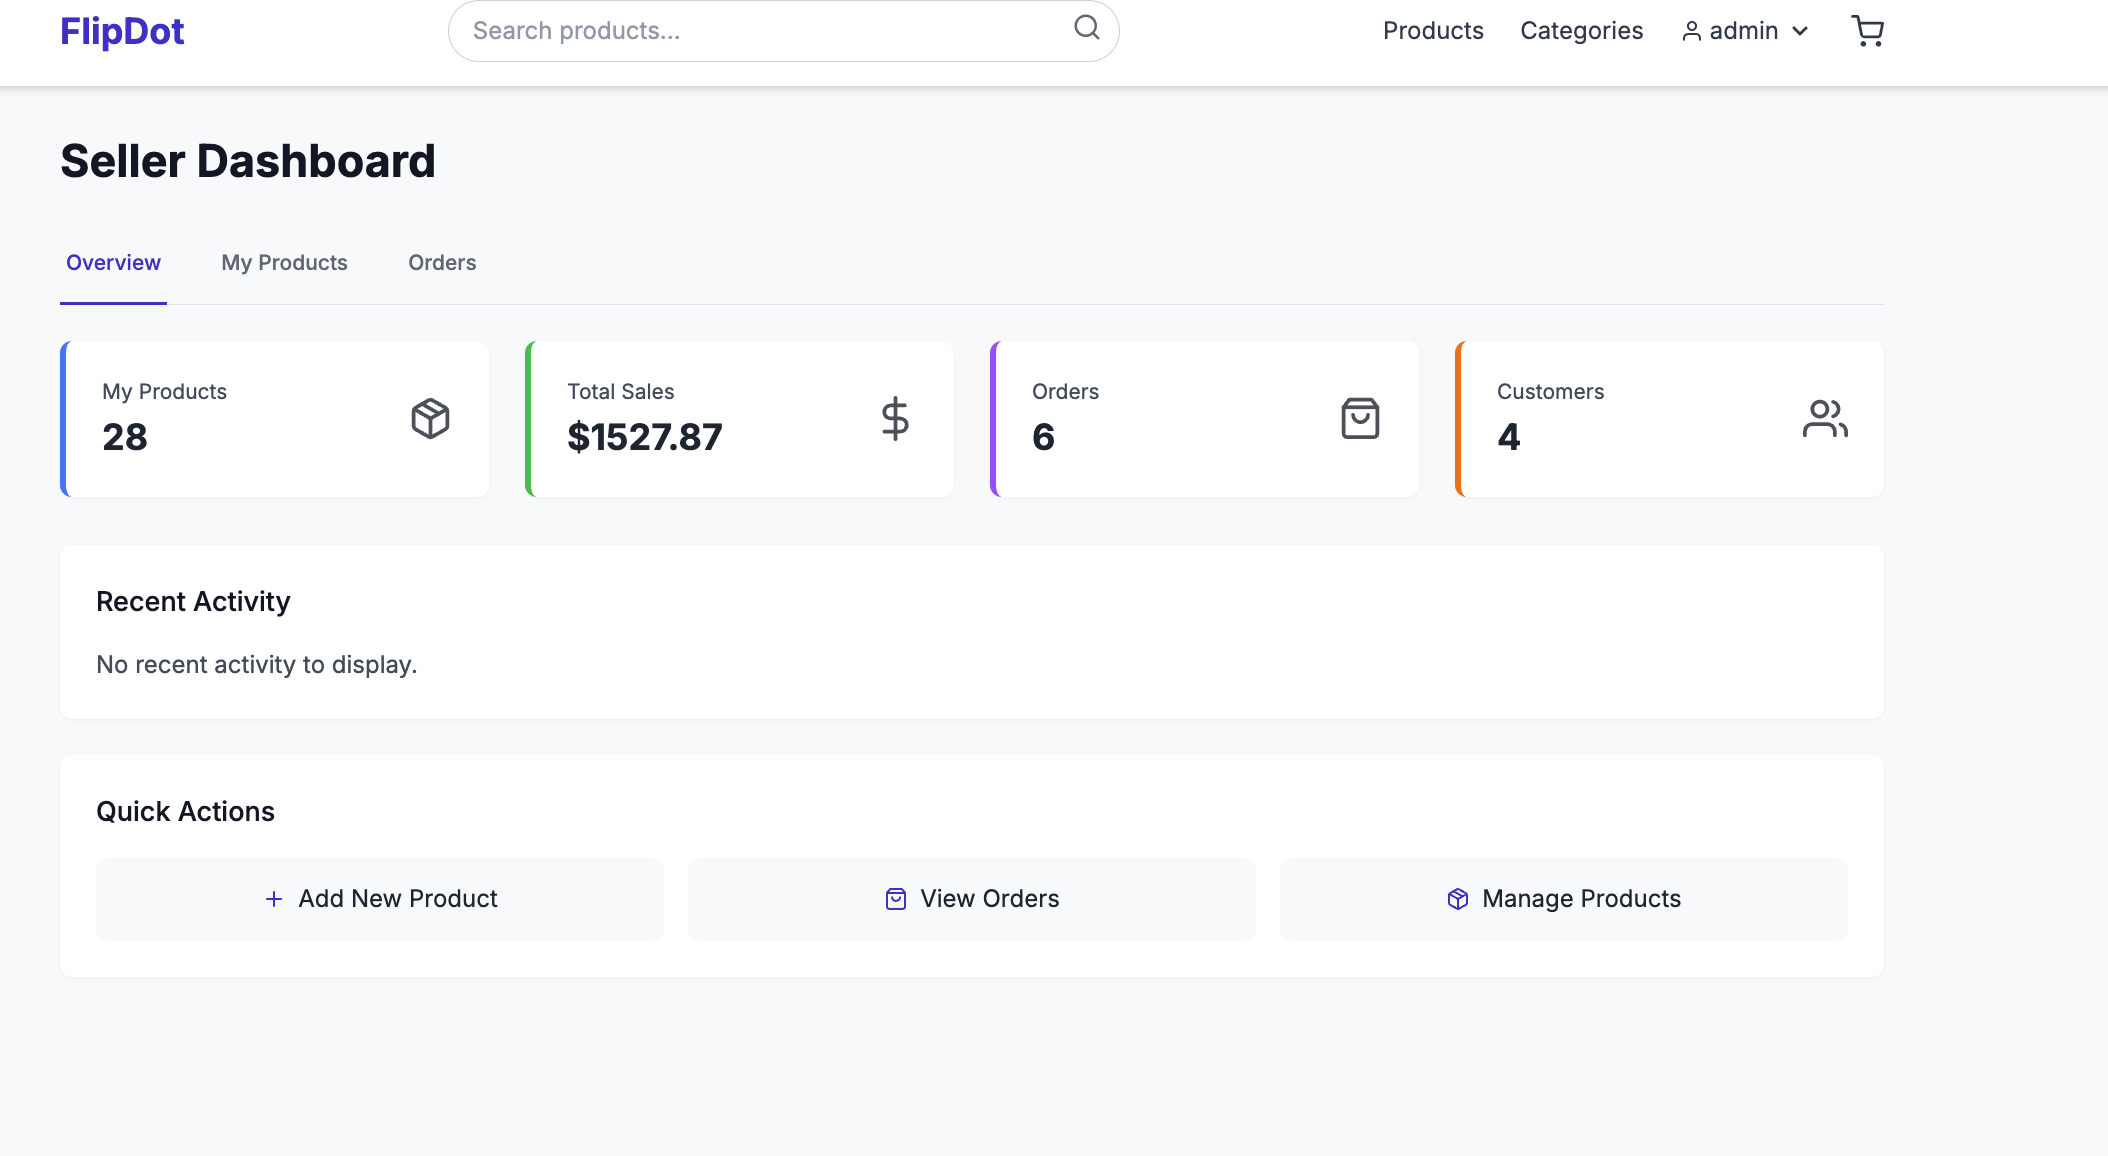 FlipDot
Search products...
Products
Categories
admin
Seller Dashboard
Overview
My Products
Orders
My Products
28
Total Sales
$1527.87
Orders
6
Customers
4
Recent Activity
No recent activity to display.
Quick Actions
Add New Product
View Orders
Manage Products